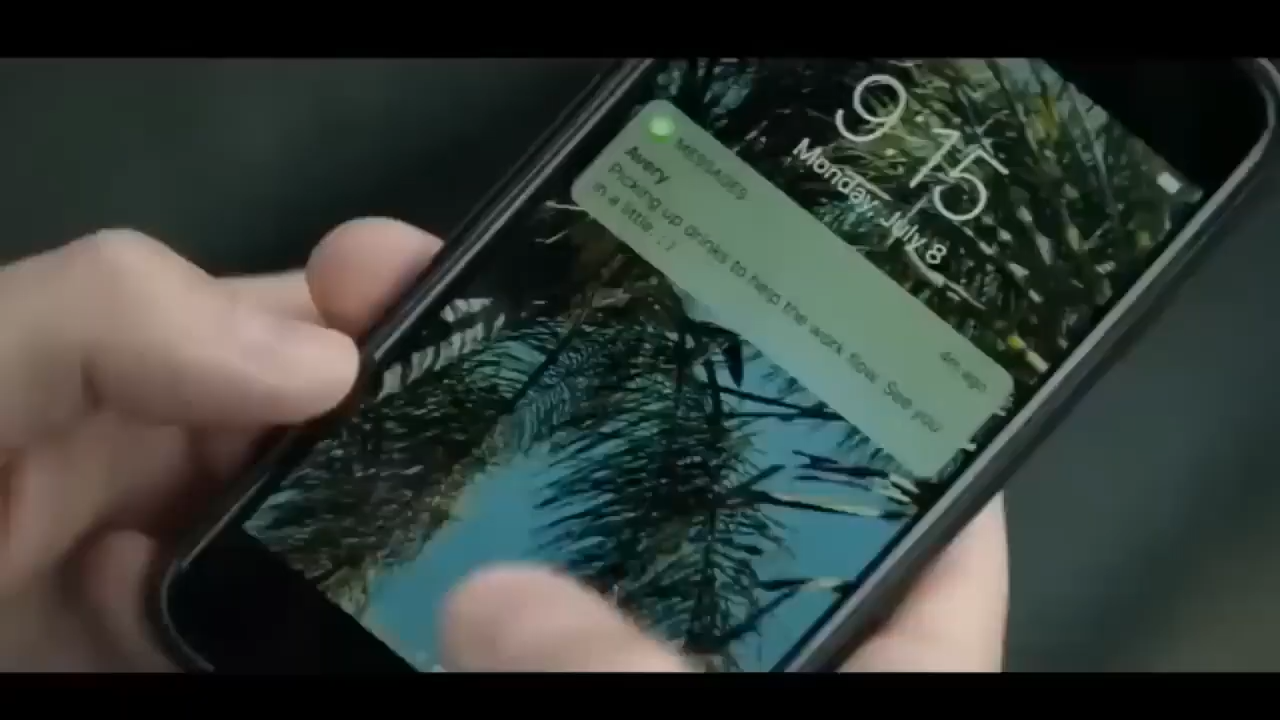 9 15
Monday, July 8
MESSAGES
4m ago
Avery
Picking up drinks to help the work flow. See you
in a little. : )